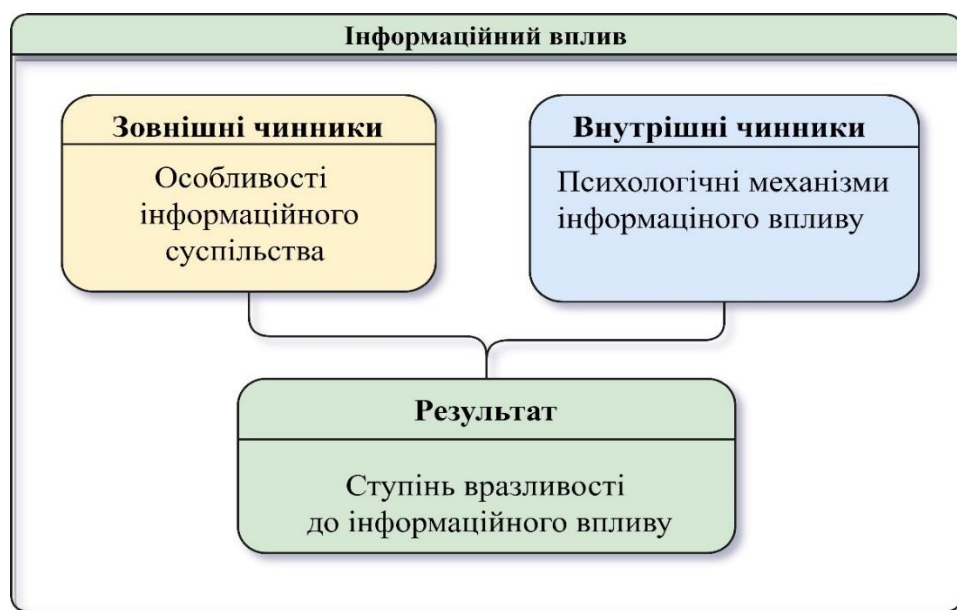 Інформаційний вплив
Зовнішні чинники
Особливості
інформаційного
суспільства
Внутрішні чинники
Психологічні механізми
інформаціного впливу
Результат
Ступінь вразливості
до інформаційного впливу